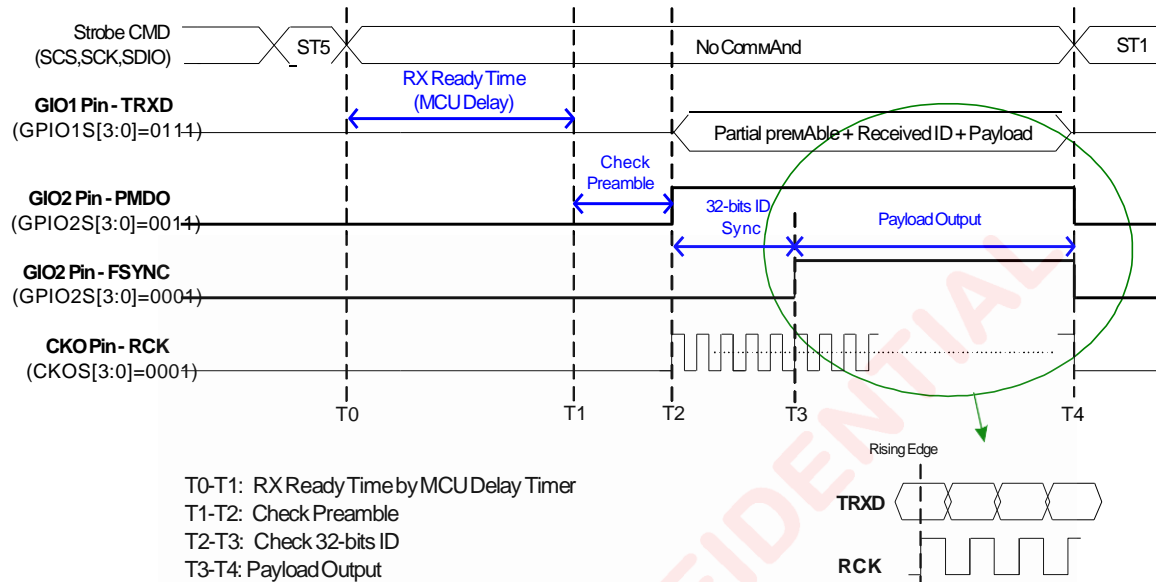 Strobe CMD
(SCS,SCK,SDIO)
ST5
No CoмMAnd
ST1
RX Ready Time
(MCU Delay)
GIO1 Pin - TRXD
(GPIO1S[3:0]=0111)
Partial preмAble + Received ID + Payload
Check
Preamble
GIO2 Pin - PMDO
(GPIO2S[3:0]=0011)
32-bits ID
Sync
Payload Output
GIO2 Pin - FSYNC
(GPIO2S[3:0]=0001)
CKO Pin - RCK
(CKOS[3:0]=0001)
T0
T1
T2
T3
T4
Rising Edge
T0-T1: RX Ready Time by MCU Delay Timer
T1-T2: Check Preamble
T2-T3: Check 32-bits ID
T3-T4: Payload Output
TRXD
RCK
FIDENTIAL